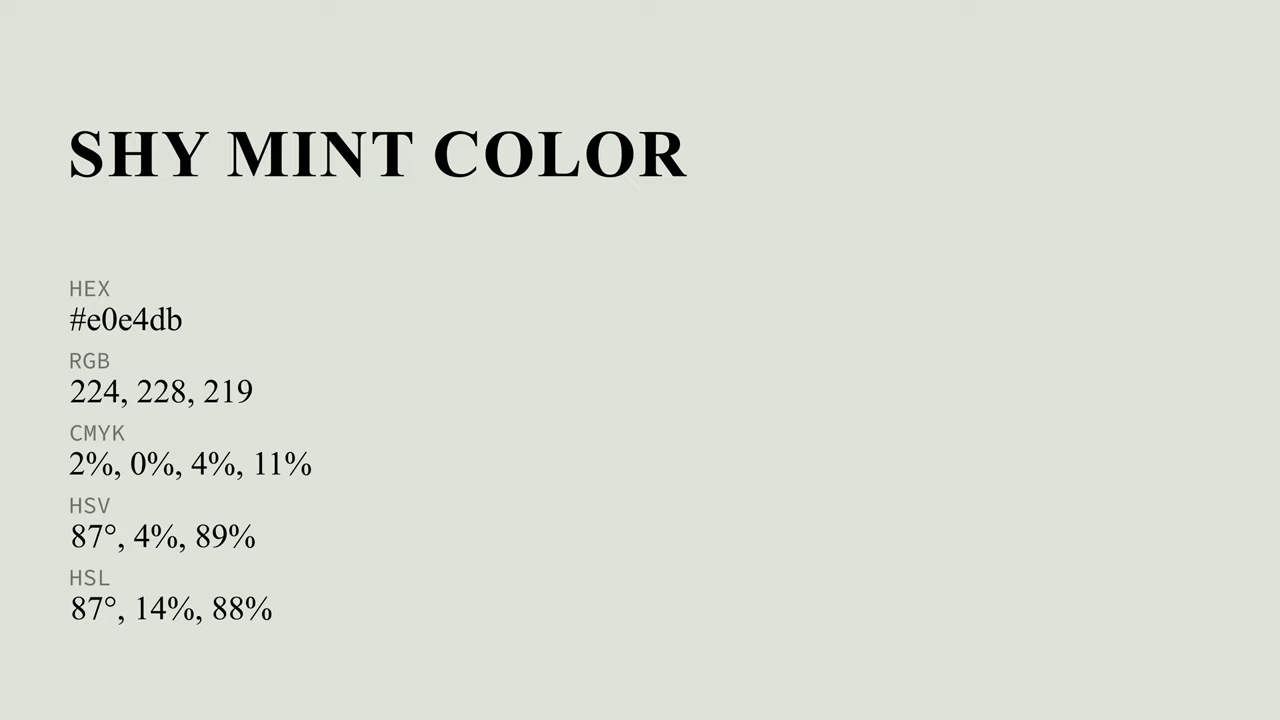 SHY MINT COLOR
HEX
#e0e4db
RGB
224, 228, 219
CMYK
2%, 0%, 4%, 11%
HSV
87°, 4%, 89%
HSL
87°, 14%, 88%